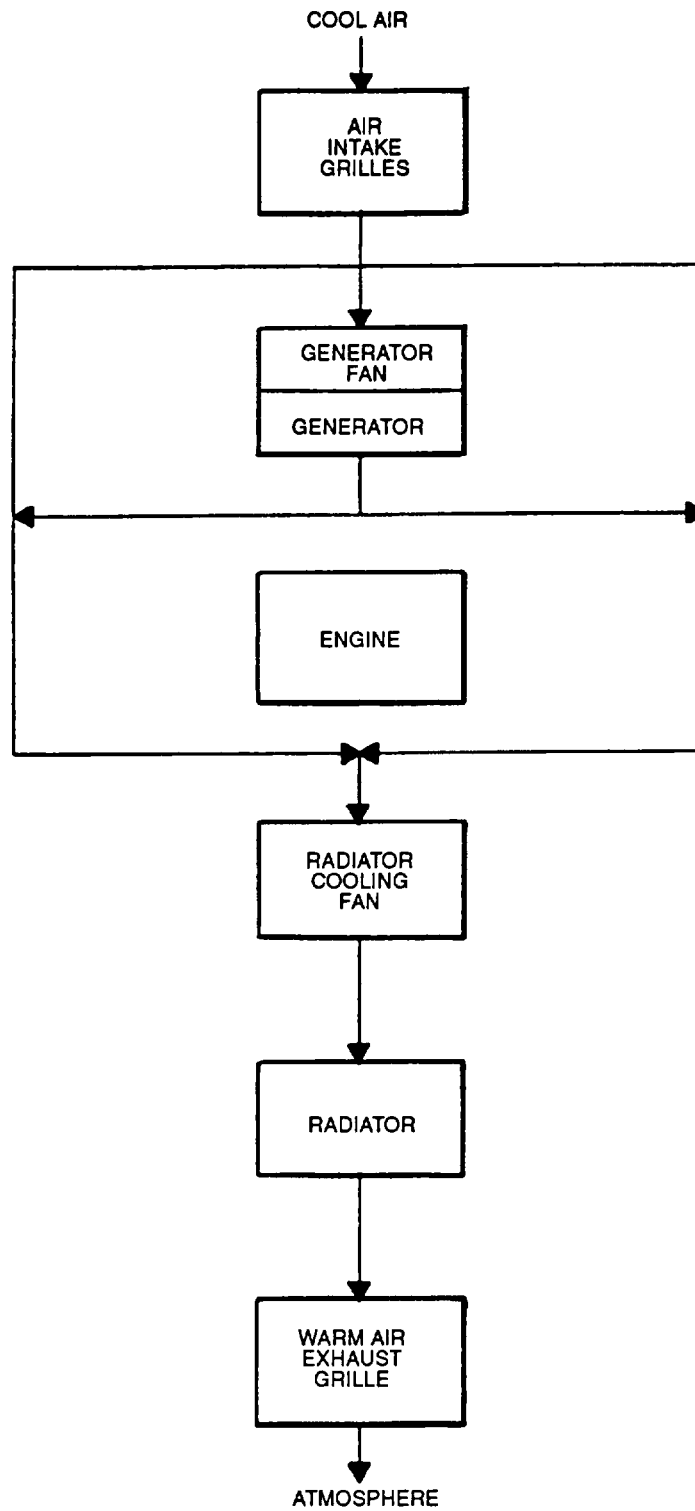 COOL AIR
AIR
INTAKE
GRILLES
GENERATOR
FAN
GENERATOR
ENGINE
RADIATOR
COOLING
FAN
RADIATOR
WARM AIR
EXHAUST
GRILLE
ATMOSPHERE